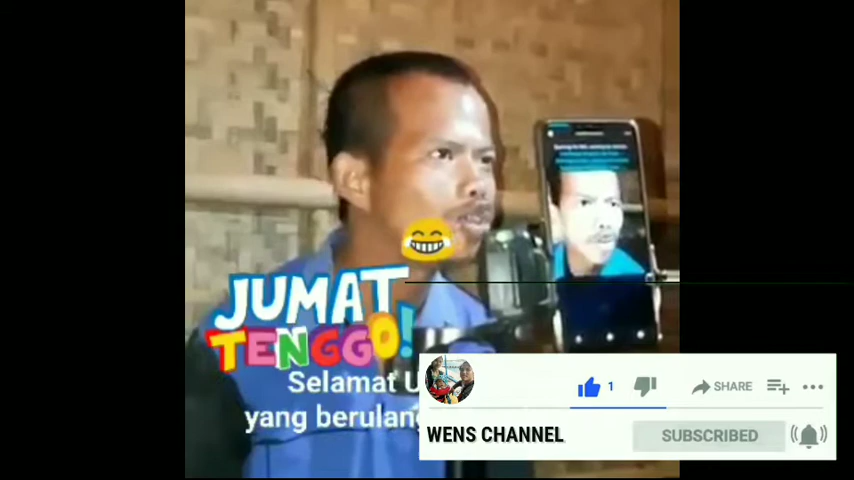 JUMAT
TENGGO!
Selamat U
yang berulang
1
SHARE
WENS CHANNEL
SUBSCRIBED